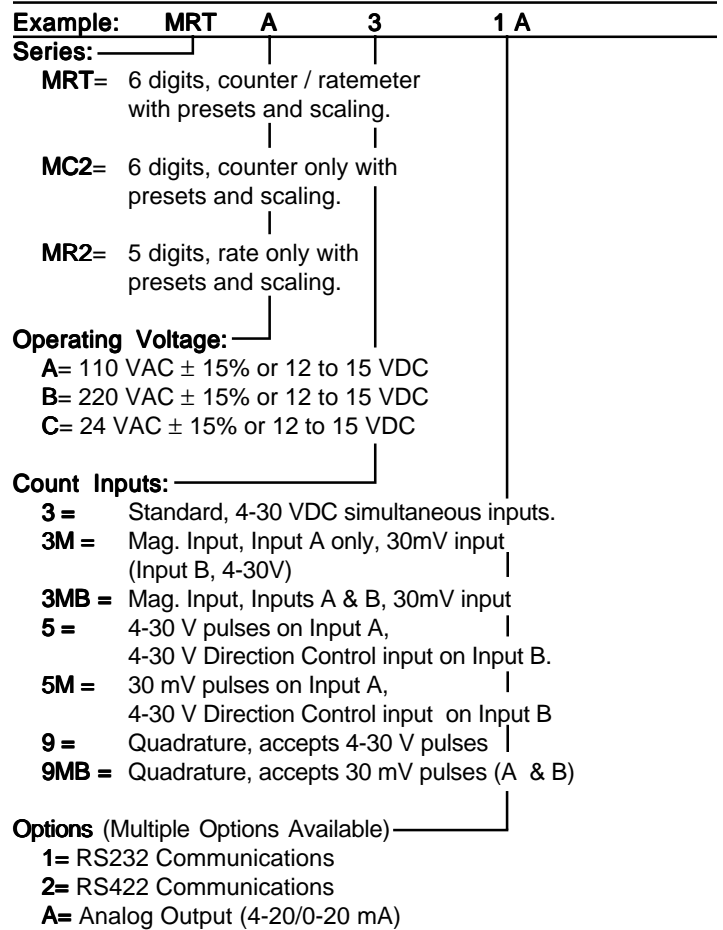 Example: MRT A 3 1 A
Series:
MRT= 6 digits, counter / ratemeter
with presets and scaling.
MC2= 6 digits, counter only with
presets and scaling.
MR2= 5 digits, rate only with
presets and scaling.
Operating Voltage:
A= 110 VAC ± 15% or 12 to 15 VDC
B= 220 VAC ± 15% or 12 to 15 VDC
C= 24 VAC ± 15% or 12 to 15 VDC
Count Inputs:
3 = Standard, 4-30 VDC simultaneous inputs.
3M = Mag. Input, Input A only, 30mV input
(Input B, 4-30V)
3MB = Mag. Input, Inputs A & B, 30mV input
5 = 4-30 V pulses on Input A,
4-30 V Direction Control input on Input B.
5M = 30 mV pulses on Input A,
4-30 V Direction Control input on Input B
9 = Quadrature, accepts 4-30 V pulses
9MB = Quadrature, accepts 30 mV pulses (A & B)
Options (Multiple Options Available)
1= RS232 Communications
2= RS422 Communications
A= Analog Output (4-20/0-20 mA)